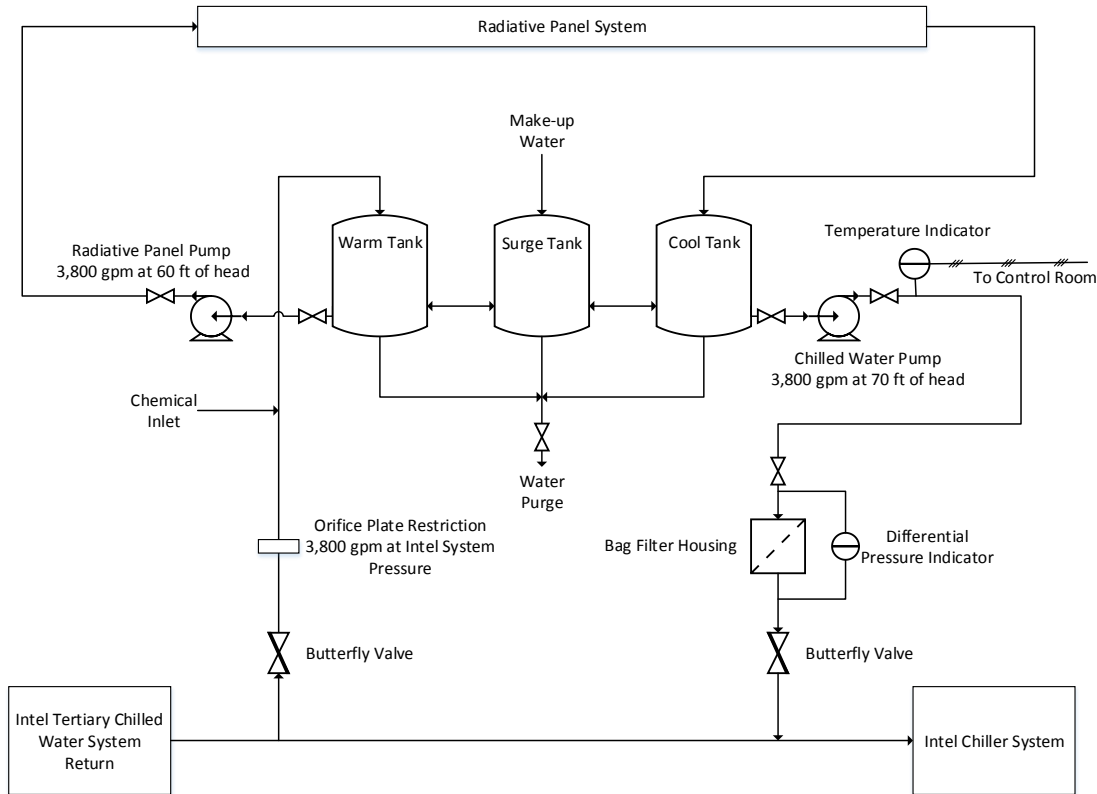 Radiative Panel System
Make-up
Water
Warm Tank
Surge Tank
Cool Tank
Temperature Indicator
To Control Room
Radiative Panel Pump
3,800 gpm at 60 ft of head
Chilled Water Pump
3,800 gpm at 70 ft of head
Chemical
Inlet
Water
Purge
Orifice Plate Restriction
3,800 gpm at Intel System
Pressure
Bag Filter Housing
Differential
Pressure Indicator
Butterfly Valve
Butterfly Valve
Intel Tertiary Chilled
Water System
Return
Intel Chiller System